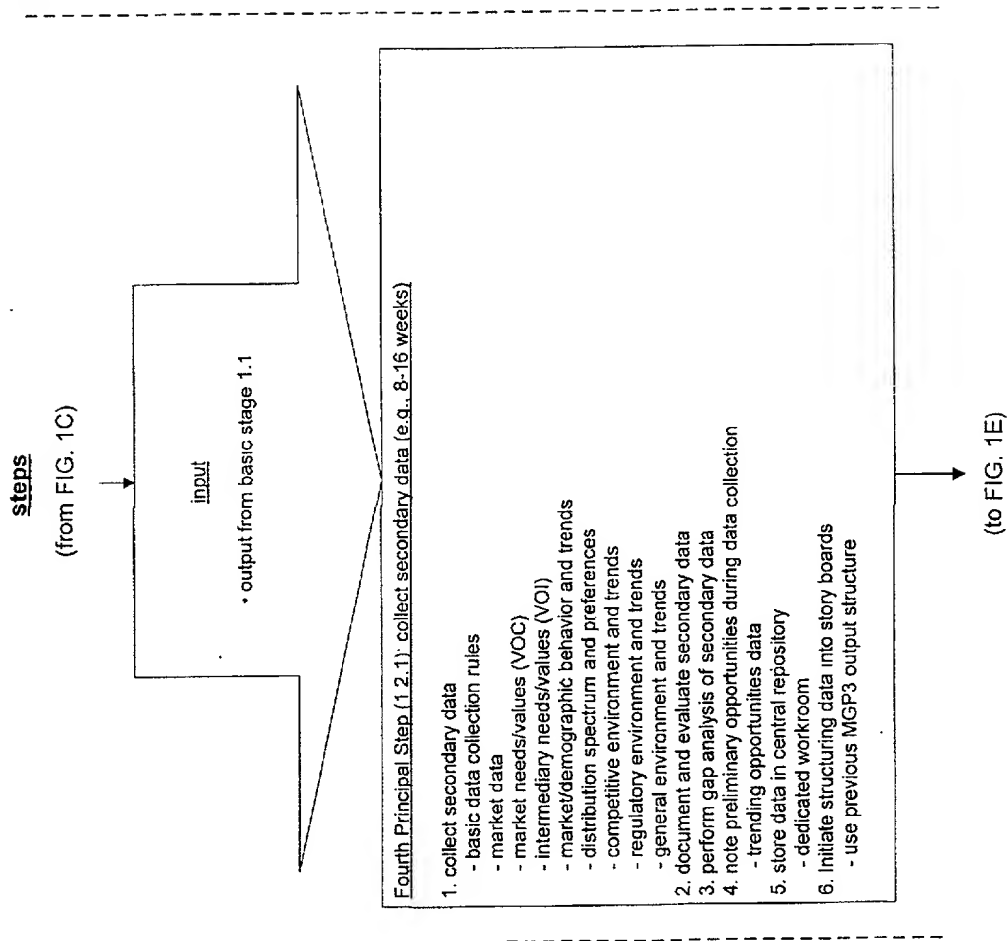 steps
(from FIG. 1C)
input
• output from basic stage 1.1
Fourth Principal Step (1.2.1): collect secondary data (e.g., 8-16 weeks)
1. collect secondary data
- basic data collection rules
- market data
- market needs/values (VOC)
- intermediary needs/values (VOI)
- market/demographic behavior and trends
- distribution spectrum and preferences
- competitive environment and trends
- regulatory environment and trends
- general environment and trends
2. document and evaluate secondary data
3. perform gap analysis of secondary data
4. note preliminary opportunities during data collection
- trending opportunities data
5. store data in central repository
- dedicated workroom
6. Initiate structuring data into story boards
- use previous MGP3 output structure
(to FIG. 1E)